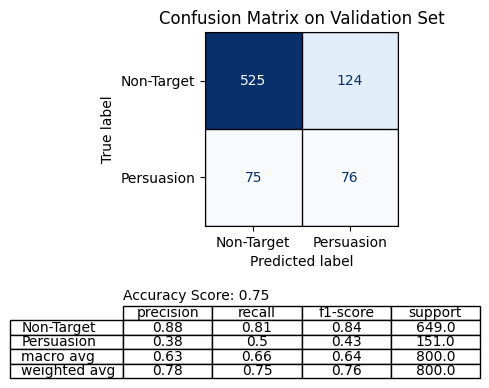 Confusion Matrix on Validation Set
True label
Non-Target 525 124
Persuasion 75 76
Non-Target Persuasion
Predicted label
Accuracy Score: 0.75
precision recall f1-score support
Non-Target 0.88 0.81 0.84 649.0
Persuasion 0.38 0.5 0.43 151.0
macro avg 0.63 0.66 0.64 800.0
weighted avg 0.78 0.75 0.76 800.0